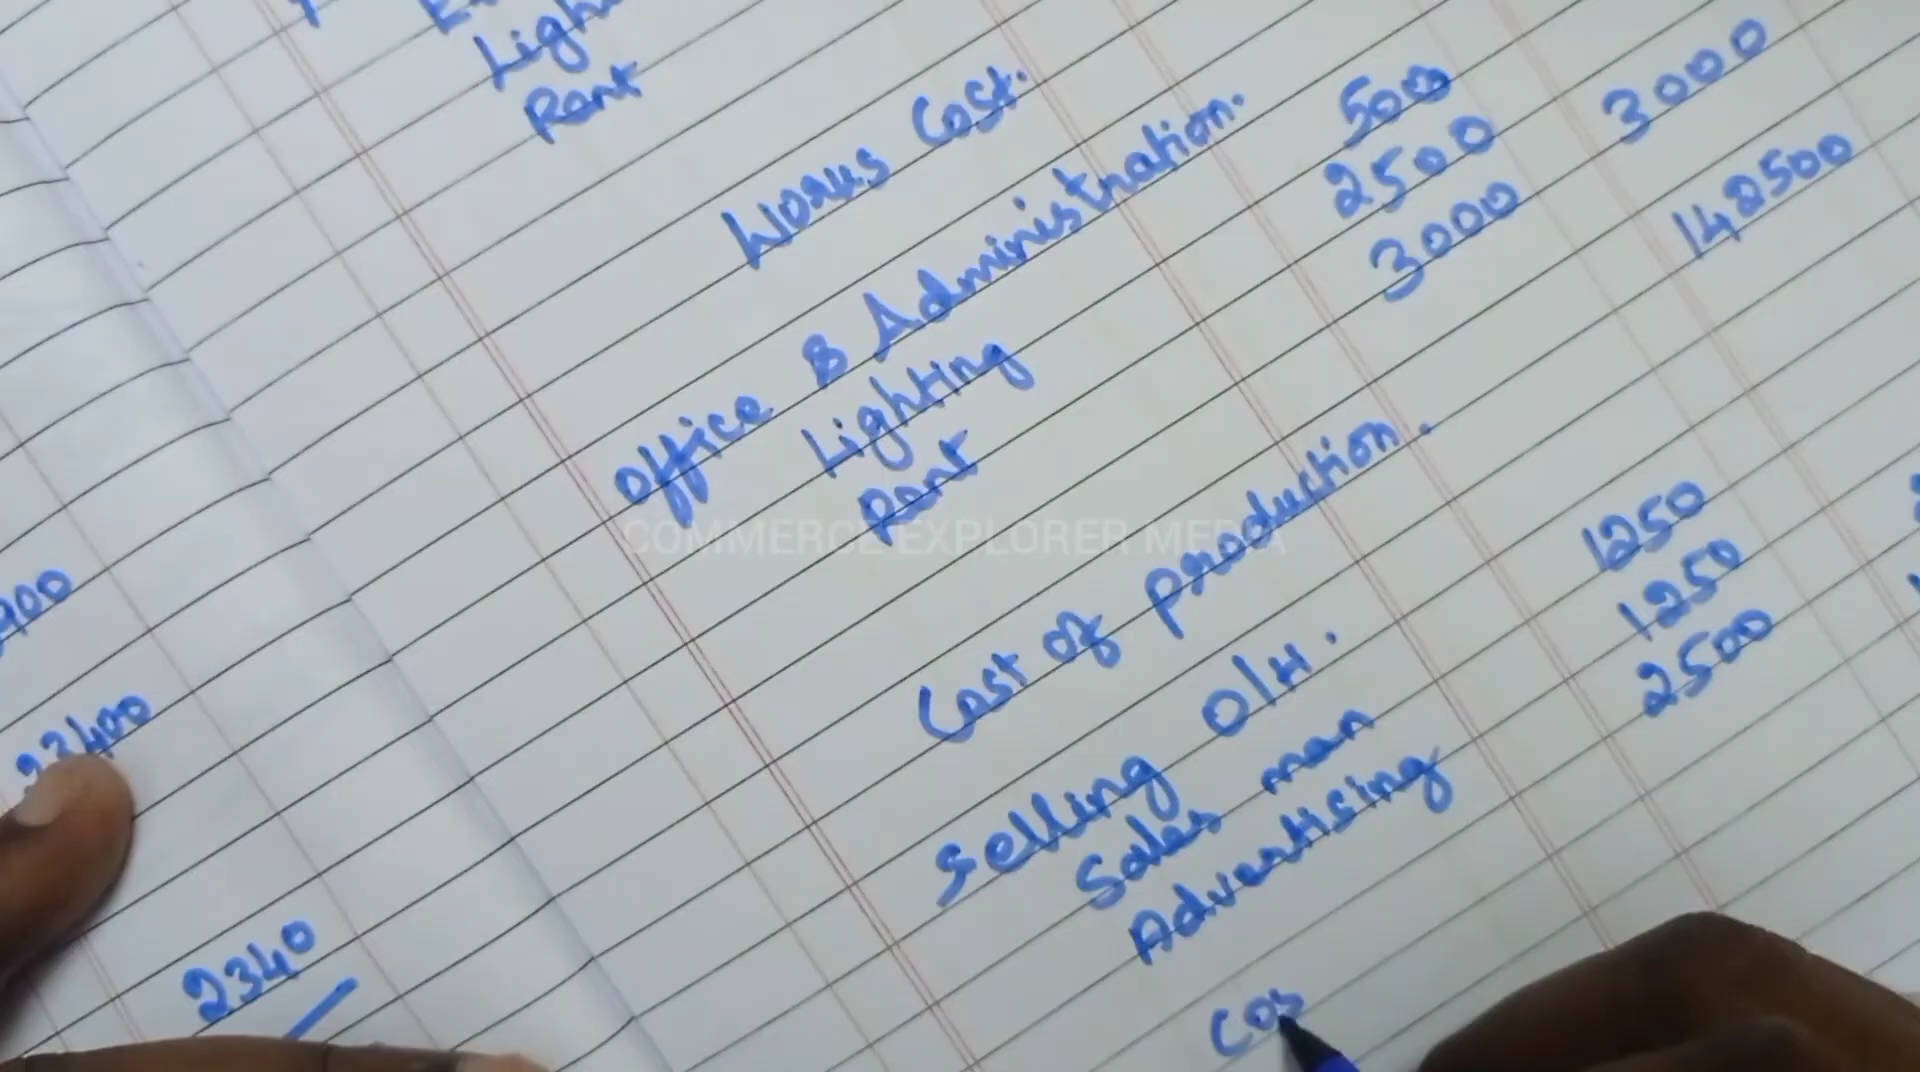 Ligh
Rent
Works Cost.
Office & Administration.
Lighting 500
Rent 2500
3000 3000
Cost of production.
Selling O/H.
Sales man 1250
Advertising 1250
2500
Cos
23400
2340
COMMERCE EXPLORER MEDIA